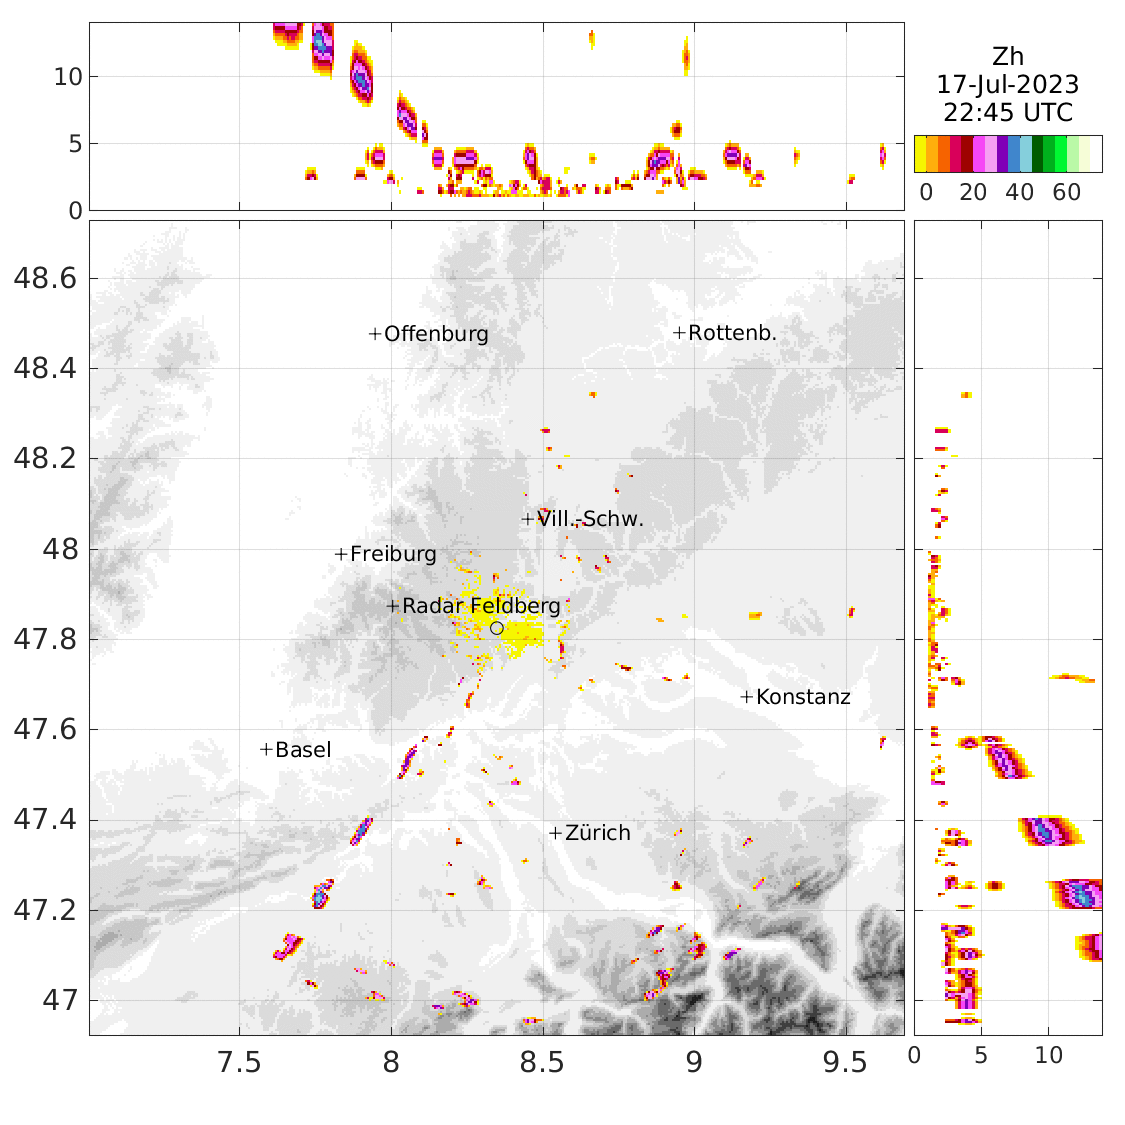 10
5
0
Zh
17-Jul-2023
22:45 UTC
0 20 40 60
48.6
48.4
48.2
48
47.8
47.6
47.4
47.2
47
Offenburg
Rottenb.
Vill.-Schw.
Freiburg
Radar Feldberg
Konstanz
Basel
Zürich
7.5 8 8.5 9 9.5
0 5 10